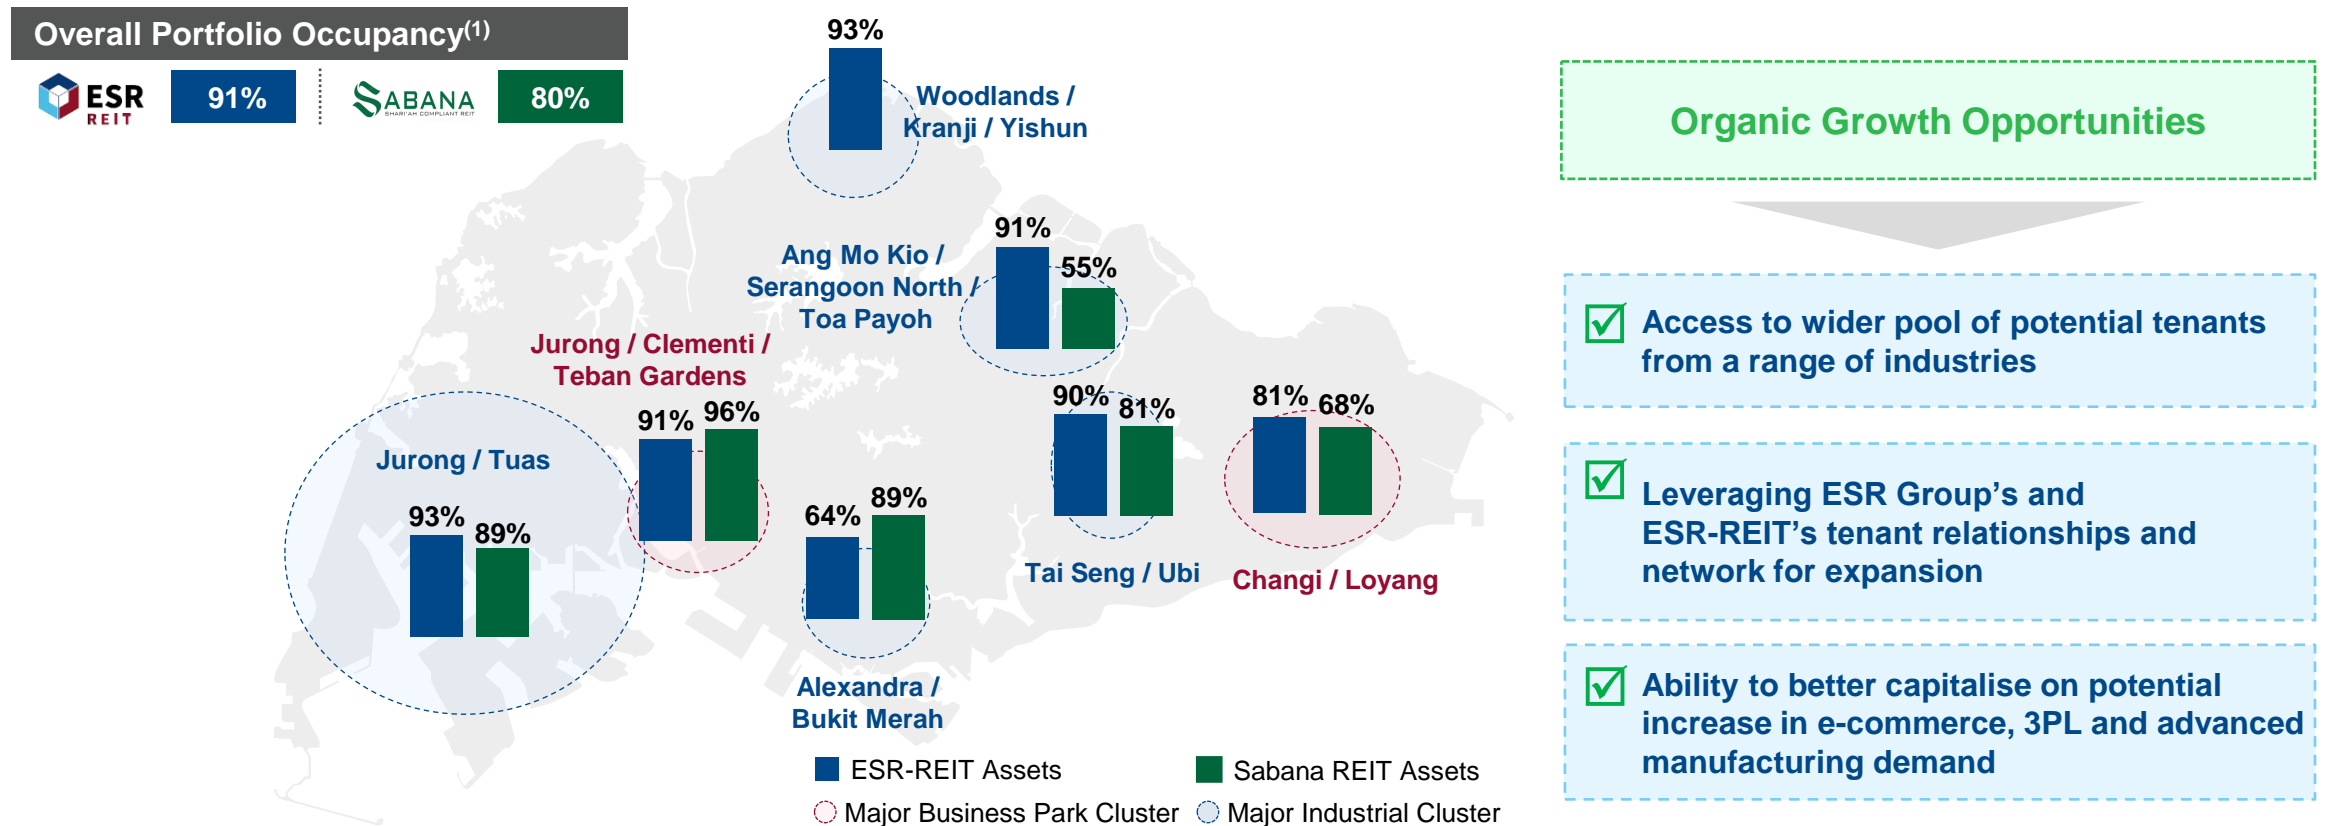 Overall Portfolio Occupancy(1)
ESR
REIT
91%
SABANA
SHARI'AH COMPLIANT REIT
80%
93%
Woodlands /
Kranji / Yishun
91%
55%
Ang Mo Kio /
Serangoon North /
Toa Payoh
Jurong / Clementi /
Teban Gardens
91%
96%
90%
81%
81%
68%
Jurong / Tuas
93%
89%
64%
89%
Tai Seng / Ubi
Changi / Loyang
Alexandra /
Bukit Merah
ESR-REIT Assets
Sabana REIT Assets
Major Business Park Cluster
Major Industrial Cluster
Organic Growth Opportunities
Access to wider pool of potential tenants
from a range of industries
Leveraging ESR Group’s and
ESR-REIT’s tenant relationships and
network for expansion
Ability to better capitalise on potential
increase in e-commerce, 3PL and advanced
manufacturing demand